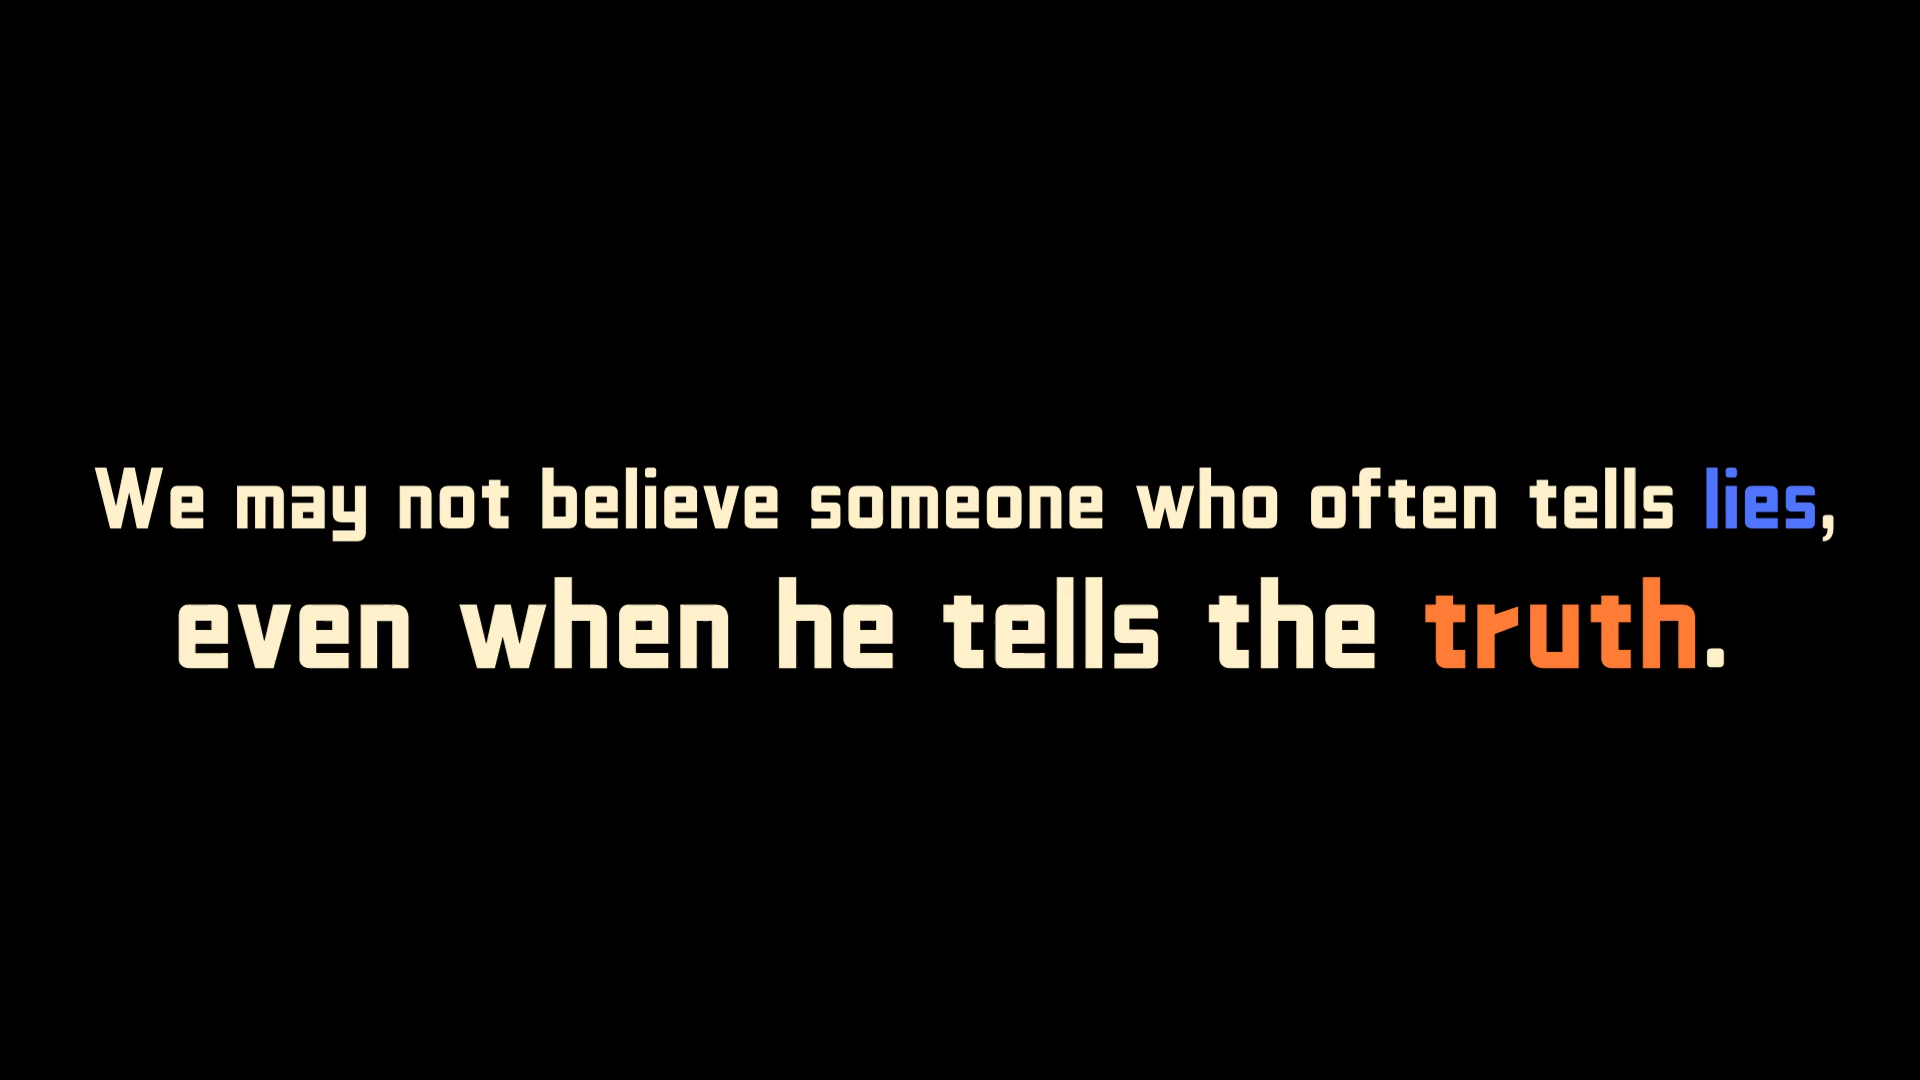 We may not believe someone who often tells lies,
even when he tells the truth.